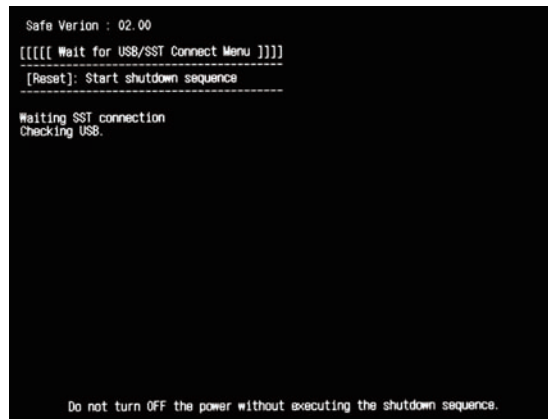 Safe Verion : 02.00
[[[[[ Wait for USB/SST Connect Menu ]]]]
[Reset]: Start shutdown sequence
Waiting SST connection
Checking USB.
Do not turn OFF the power without executing the shutdown sequence.